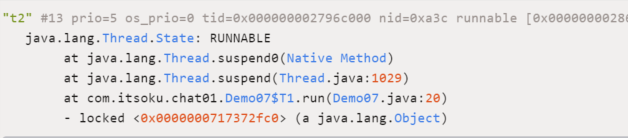 "t2" #13 prio=5 os_prio=0 tid=0x000000002796c000 nid=0xa3c runnable [0x000000002
java.lang.Thread.State: RUNNABLE
at java.lang.Thread.suspend0(Native Method)
at java.lang.Thread.suspend(Thread.java:1029)
at com.itsoku.chat01.Demo07$T1.run(Demo07.java:20)
- locked <0x0000000717372fc0> (a java.lang.Object)